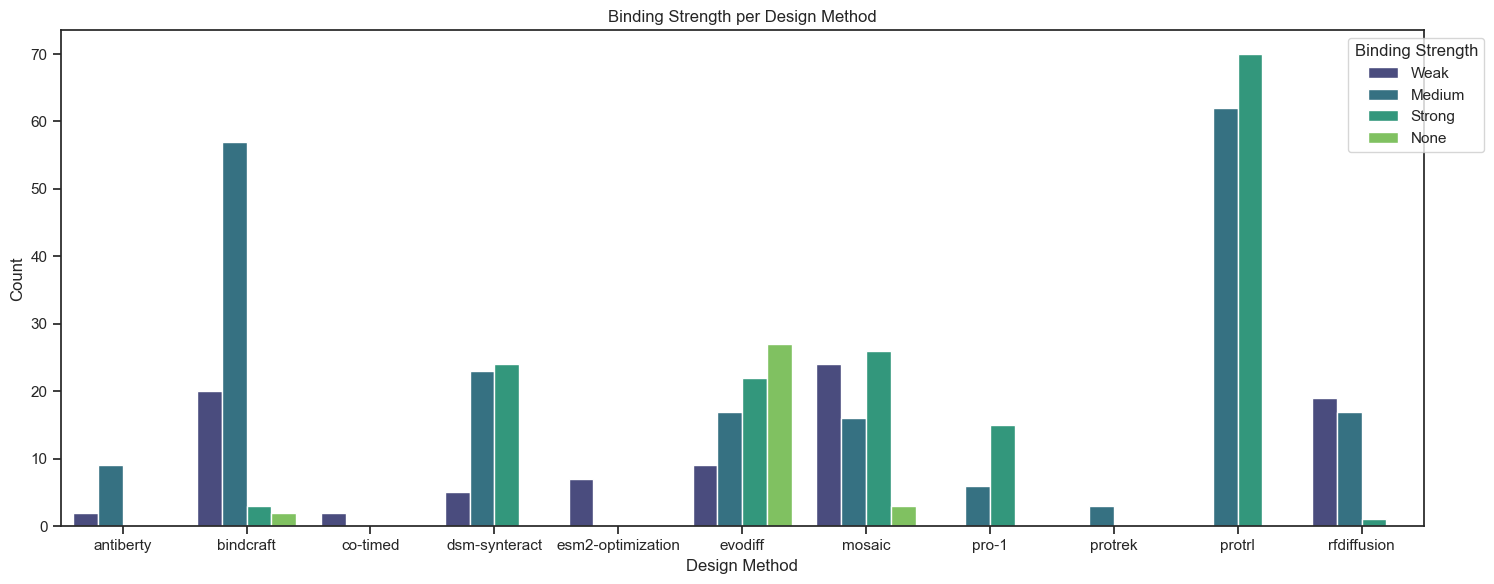 Binding Strength per Design Method
Binding Strength
Weak
Medium
Strong
None
Count
70
60
50
40
30
20
10
0
antiberty bindcraft co-timed dsm-synteract esm2-optimization evodiff mosaic pro-1 protrek protrl rfdiffusion
Design Method